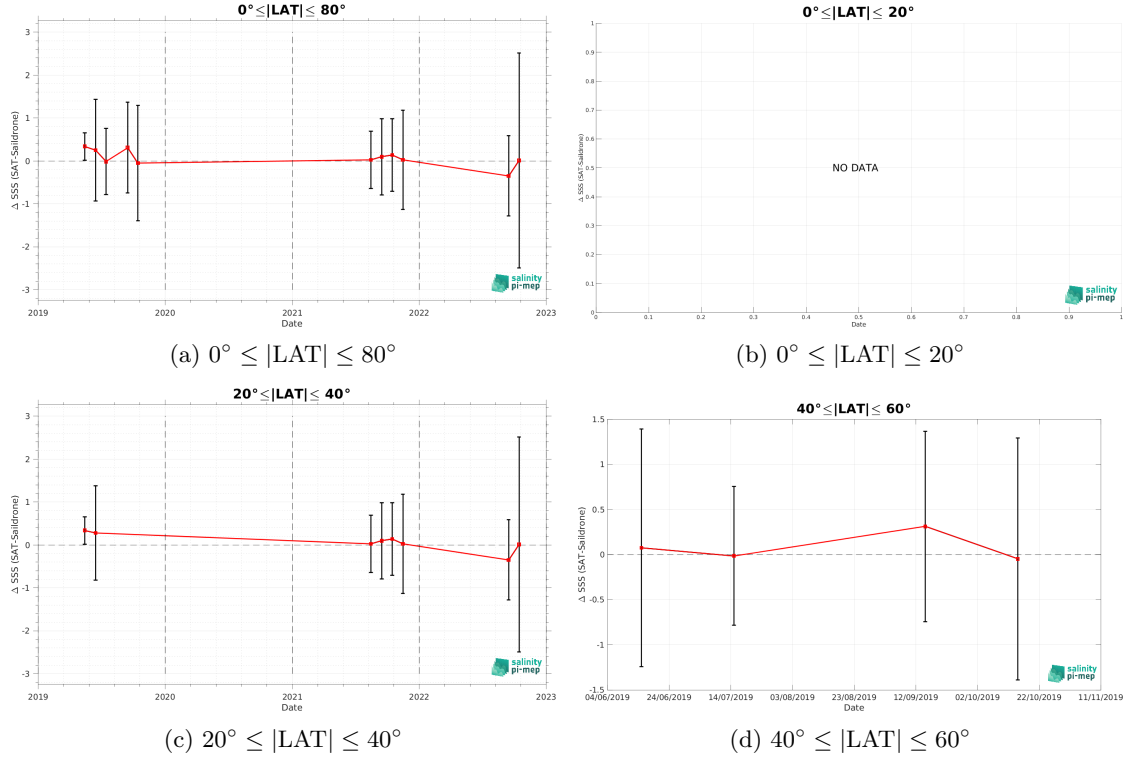 0°≤|LAT|≤ 80°
Δ SSS (SAT-Saildrone)
3
2
1
0
-1
-2
-3
2019 2020 2021 2022 2023
Date
salinity
pi-mep
(a) 0° ≤ |LAT| ≤ 80°
0°≤|LAT|≤ 20°
Δ SSS (SAT-Saildrone)
1
0.9
0.8
0.7
0.6
0.5
0.4
0.3
0.2
0.1
0
NO DATA
0 0.1 0.2 0.3 0.4 0.5 0.6 0.7 0.8 0.9 1
Date
salinity
pi-mep
(b) 0° ≤ |LAT| ≤ 20°
20°≤|LAT|≤ 40°
Δ SSS (SAT-Saildrone)
3
2
1
0
-1
-2
-3
2019 2020 2021 2022 2023
Date
salinity
pi-mep
(c) 20° ≤ |LAT| ≤ 40°
40°≤|LAT|≤ 60°
Δ SSS (SAT-Saildrone)
1.5
1
0.5
0
-0.5
-1
-1.5
04/06/2019 24/06/2019 14/07/2019 03/08/2019 23/08/2019 12/09/2019 02/10/2019 22/10/2019 11/11/2019
Date
salinity
pi-mep
(d) 40° ≤ |LAT| ≤ 60°